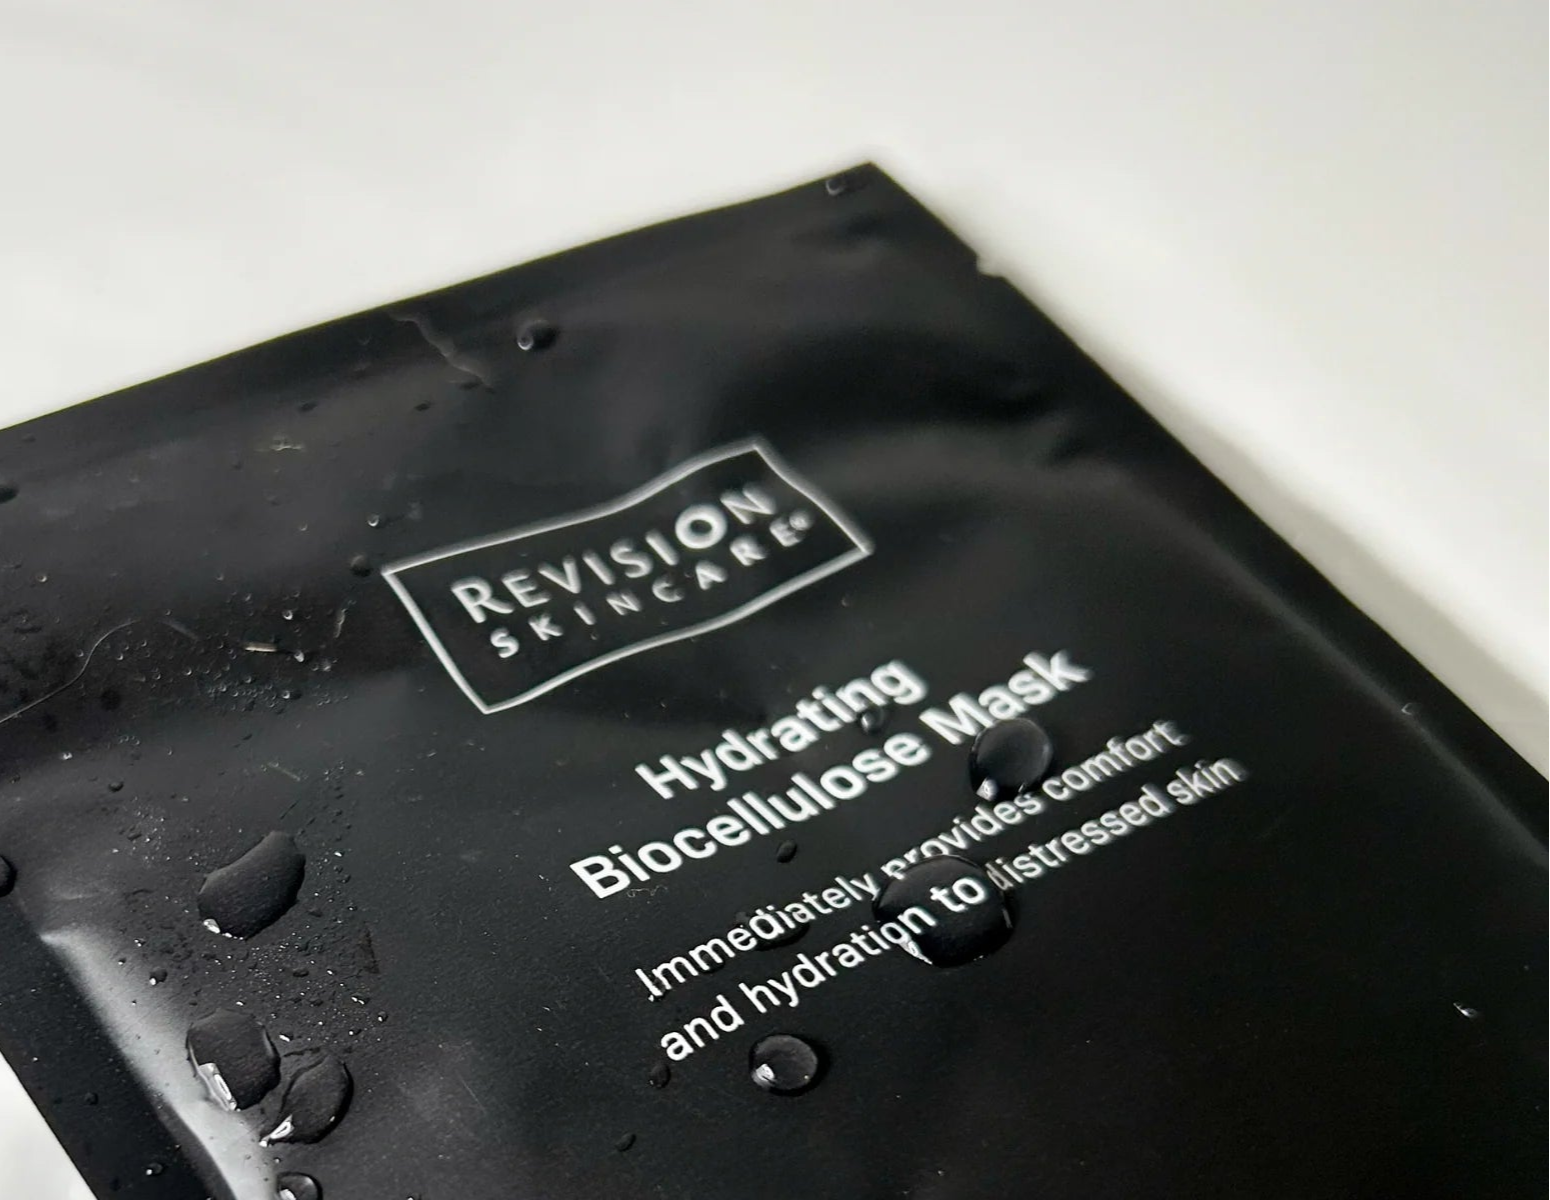 REVISION
SKINCARE®
Hydrating
Biocellulose Mask
Immediately provides comfort
and hydration to distressed skin